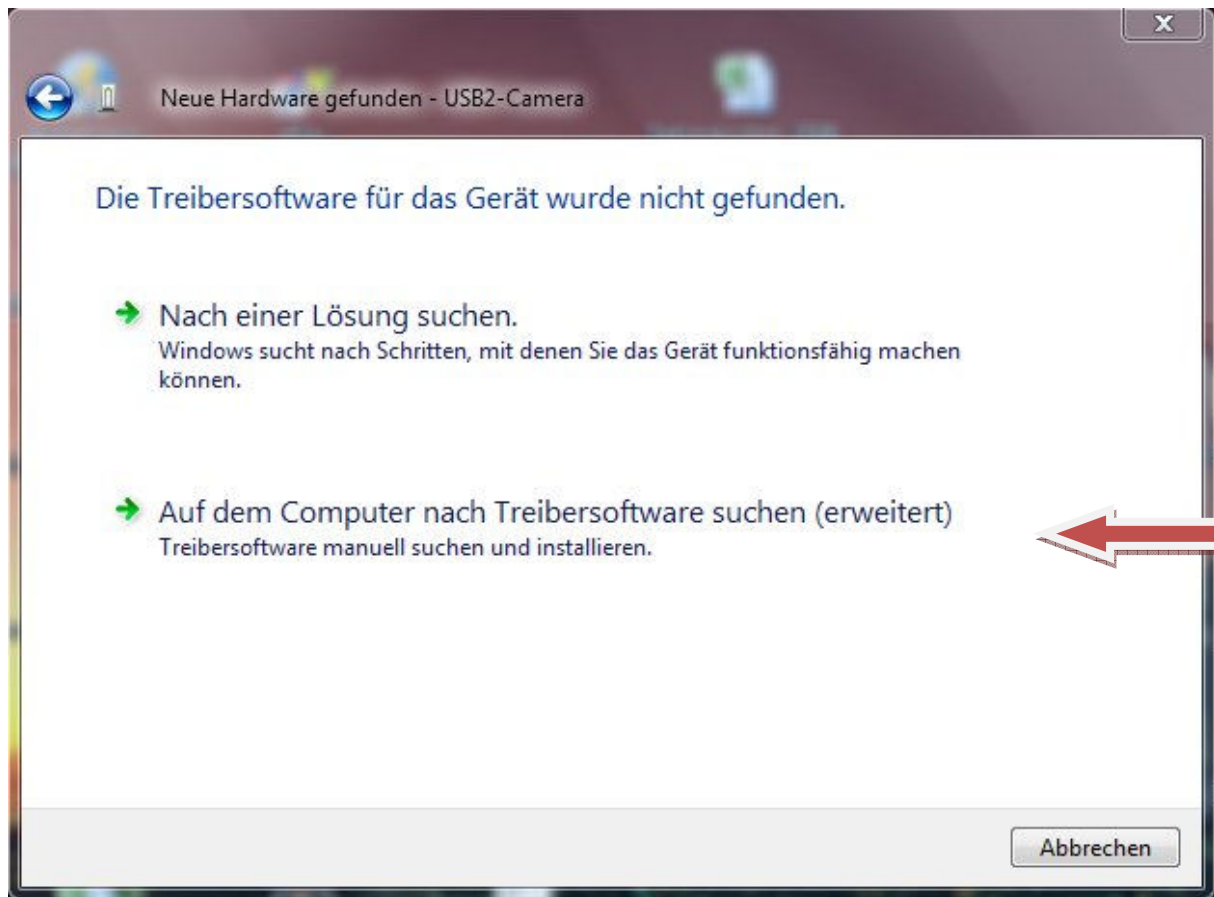 X
Neue Hardware gefunden - USB2-Camera
Die Treibersoftware für das Gerät wurde nicht gefunden.
Nach einer Lösung suchen.
Windows sucht nach Schritten, mit denen Sie das Gerät funktionsfähig machen
können.
Auf dem Computer nach Treibersoftware suchen (erweitert)
Treibersoftware manuell suchen und installieren.
Abbrechen